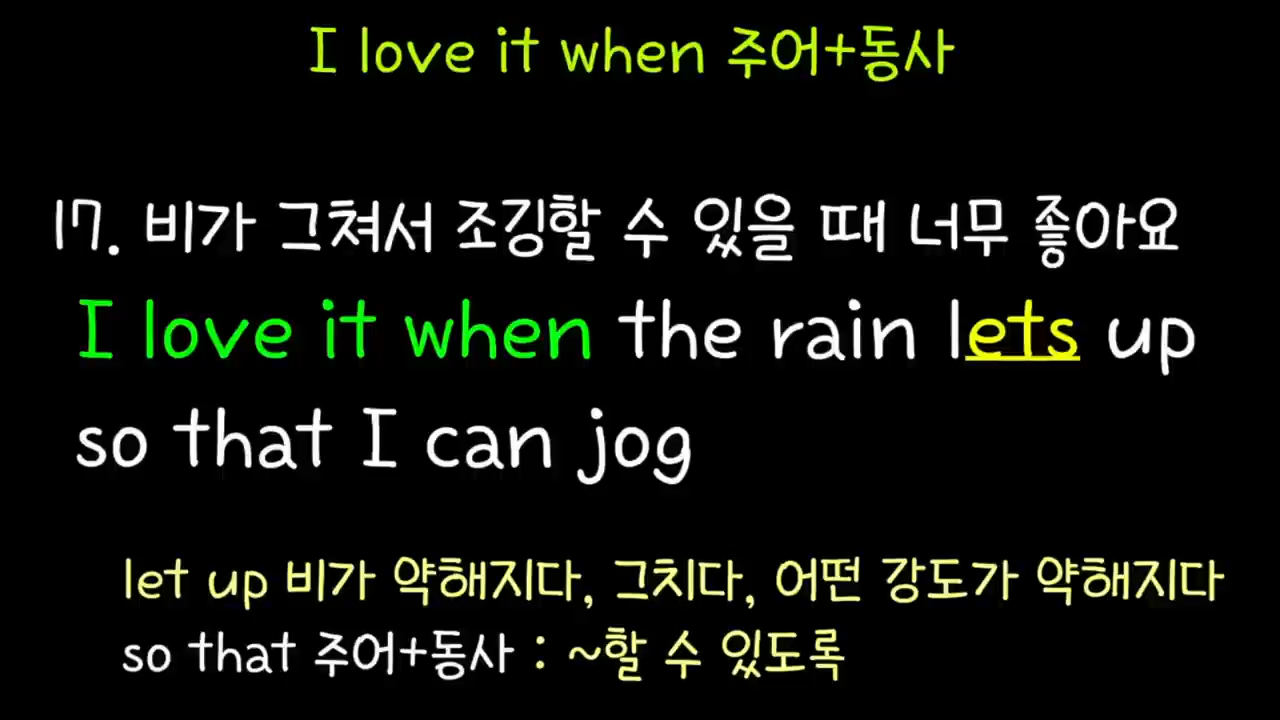 I love it when 주어+동사
17. 비가 그쳐서 조깅할 수 있을 때 너무 좋아요
I love it when the rain lets up
so that I can jog
let up 비가 약해지다, 그치다, 어떤 강도가 약해지다
so that 주어+동사 : ~할 수 있도록